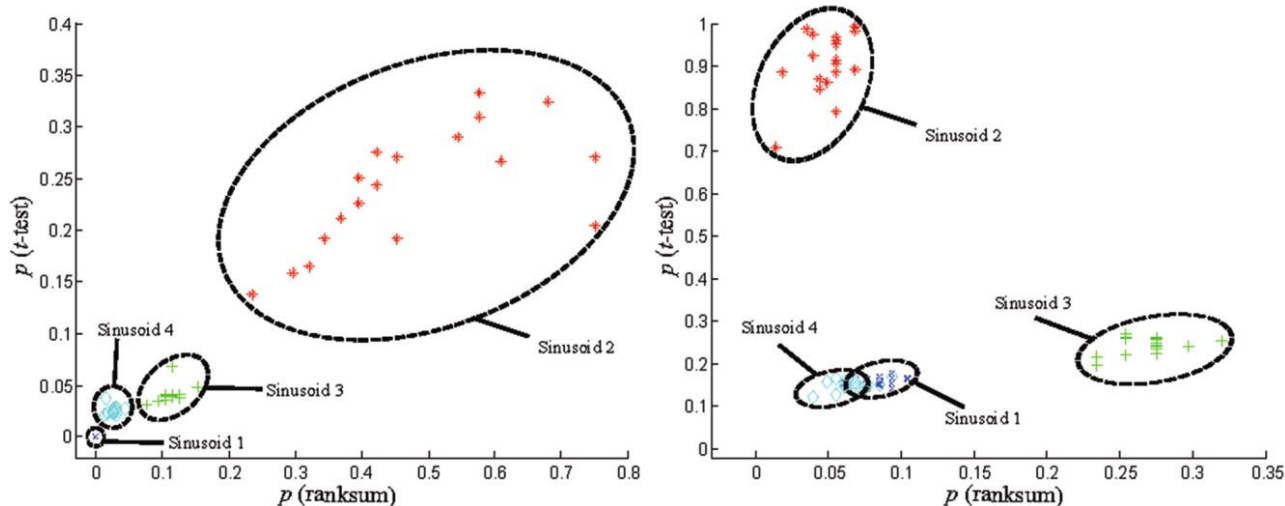 0.4
0.35
0.3
0.25
0.2
0.15
0.1
0.05
0
p (t-test)
Sinusoid 4
Sinusoid 2
Sinusoid 3
Sinusoid 1
0 0.1 0.2 0.3 0.4 0.5 0.6 0.7 0.8
p (ranksum)
1
0.9
0.8
0.7
0.6
0.5
0.4
0.3
0.2
0.1
0
p (t-test)
Sinusoid 2
Sinusoid 3
Sinusoid 4
Sinusoid 1
0 0.05 0.1 0.15 0.2 0.25 0.3 0.35
p (ranksum)